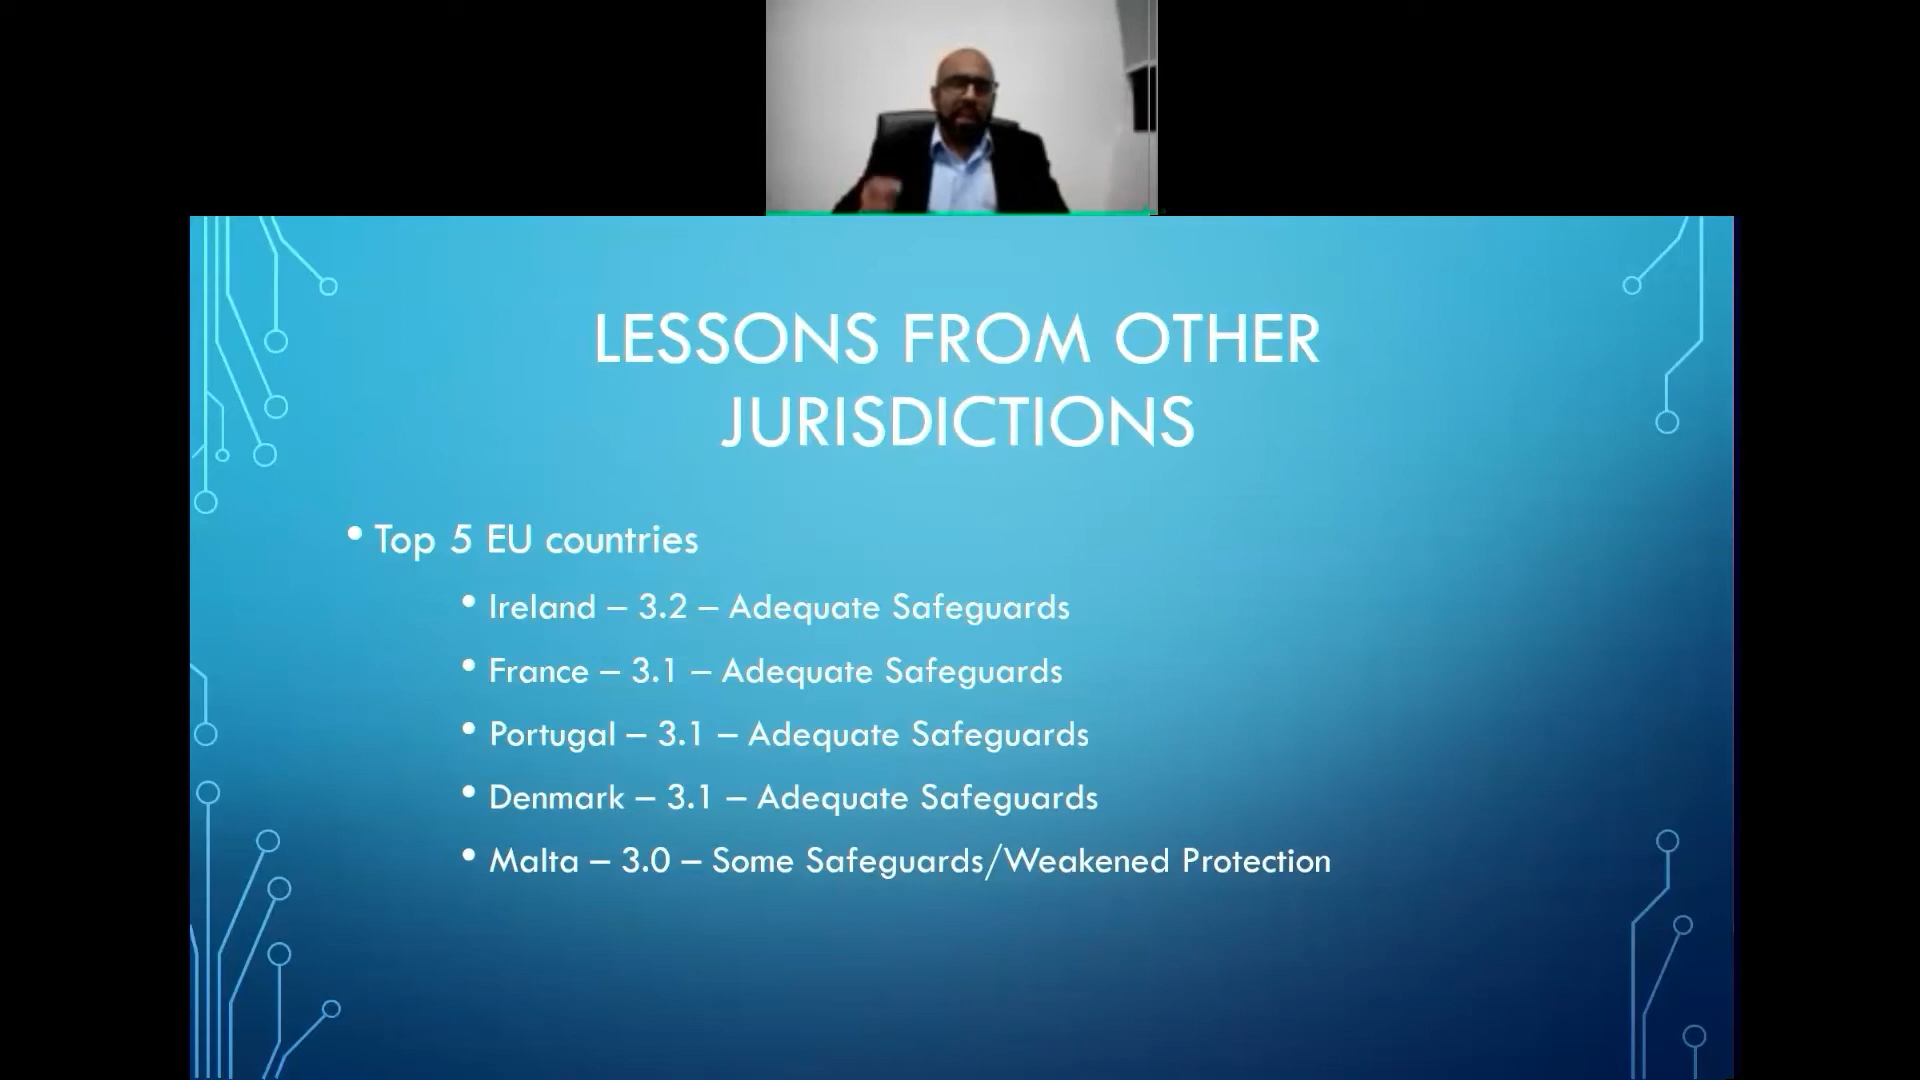 LESSONS FROM OTHER
JURISDICTIONS
• Top 5 EU countries
• Ireland – 3.2 – Adequate Safeguards
• France – 3.1 – Adequate Safeguards
• Portugal – 3.1 – Adequate Safeguards
• Denmark – 3.1 – Adequate Safeguards
• Malta – 3.0 – Some Safeguards/Weakened Protection